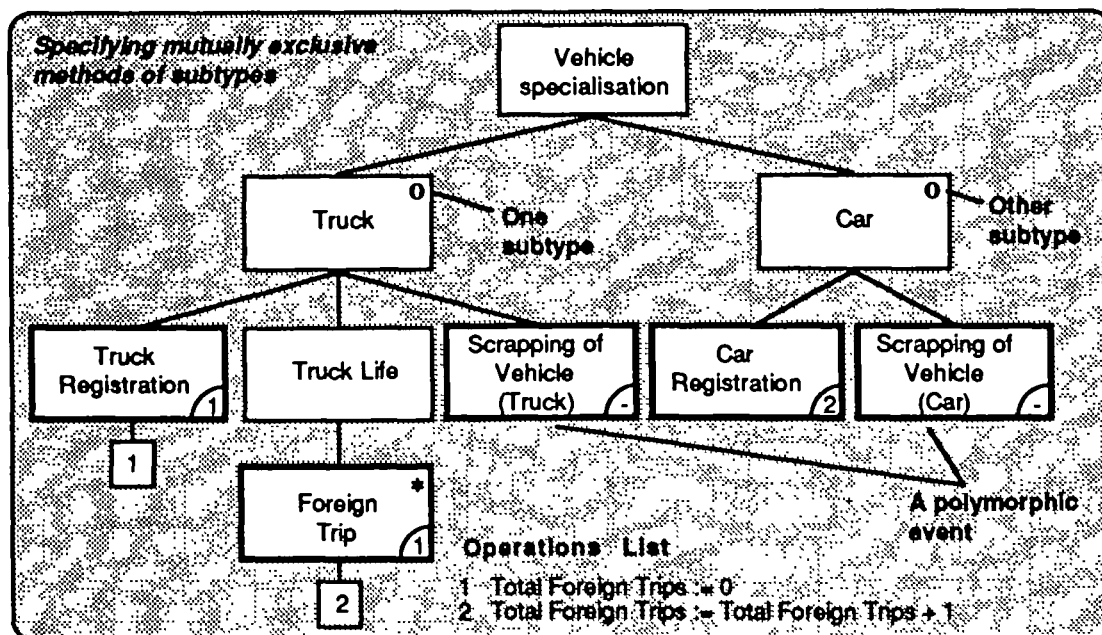 Specifying mutually exclusive
methods of subtypes
Vehicle
specialisation
Truck
o
One
subtype
Car
o
Other
subtype
Truck
Registration
1
Truck Life
Scrapping of
Vehicle
(Truck)
-
Car
Registration
2
Scrapping of
Vehicle
(Car)
-
1
Foreign
Trip
*
1
A polymorphic
event
2
Operations List
1 Total Foreign Trips := 0
2 Total Foreign Trips := Total Foreign Trips + 1